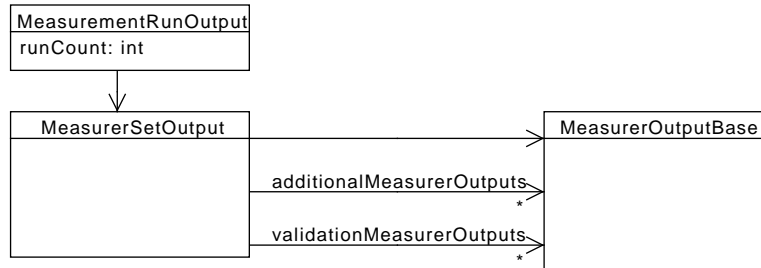 MeasurementRunOutput
runCount: int
MeasurerSetOutput
MeasurerOutputBase
additionalMeasurerOutputs
*
validationMeasurerOutputs
*